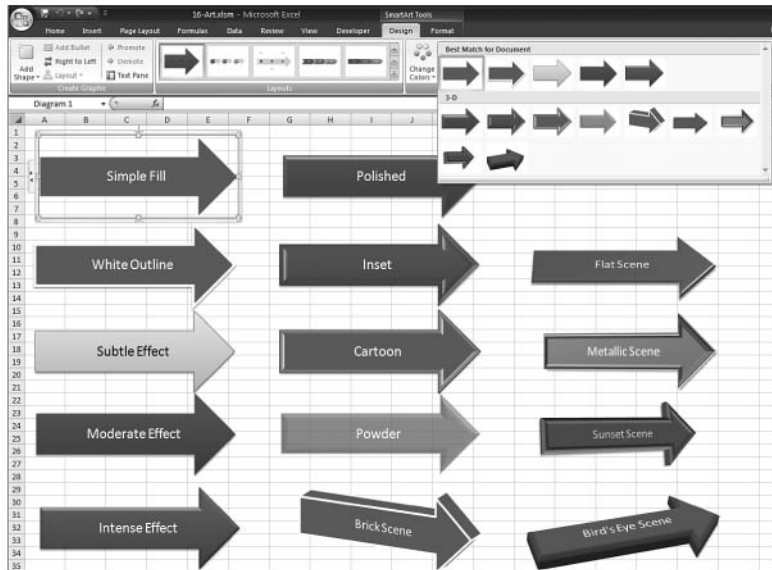 16-Art.xlsm - Microsoft Excel
SmartArt Tools
Home Insert Page Layout Formulas Data Review View Developer Design Format
Add Shape
Add Bullet
Right to Left
Layout
Promote
Demote
Text Pane
Create Graphic
Layouts
Change Colors
Best Match for Document
3-D
Diagram 1
fx
A B C D E F G H I J
1
2
3
4
5
6
7
8
9
10
11
12
13
14
15
16
17
18
19
20
21
22
23
24
25
26
27
28
29
30
31
32
33
34
35
Simple Fill
Polished
White Outline
Inset
Flat Scene
Subtle Effect
Cartoon
Metallic Scene
Moderate Effect
Powder
Sunset Scene
Intense Effect
Brick Scene
Bird's Eye Scene